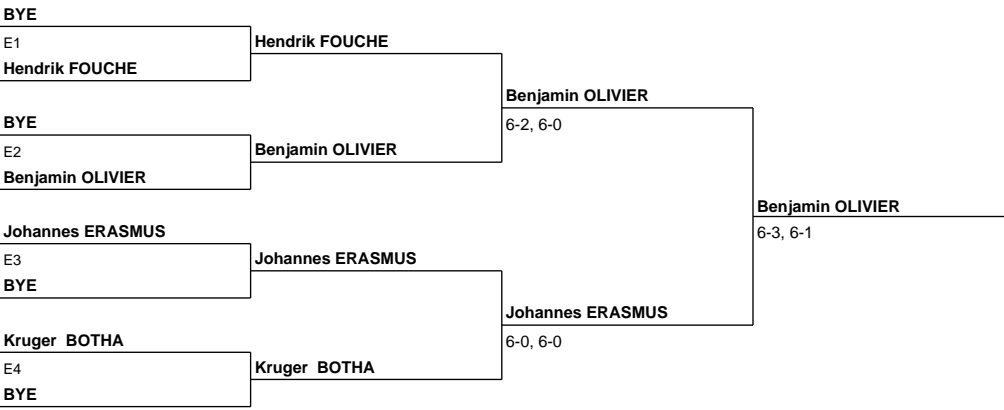 BYE
E1
Hendrik FOUCHE
Hendrik FOUCHE
BYE
E2
Benjamin OLIVIER
Benjamin OLIVIER
Benjamin OLIVIER
6-2, 6-0
Johannes ERASMUS
E3
BYE
Johannes ERASMUS
Kruger  BOTHA
E4
BYE
Kruger  BOTHA
Johannes ERASMUS
6-0, 6-0
Benjamin OLIVIER
6-3, 6-1